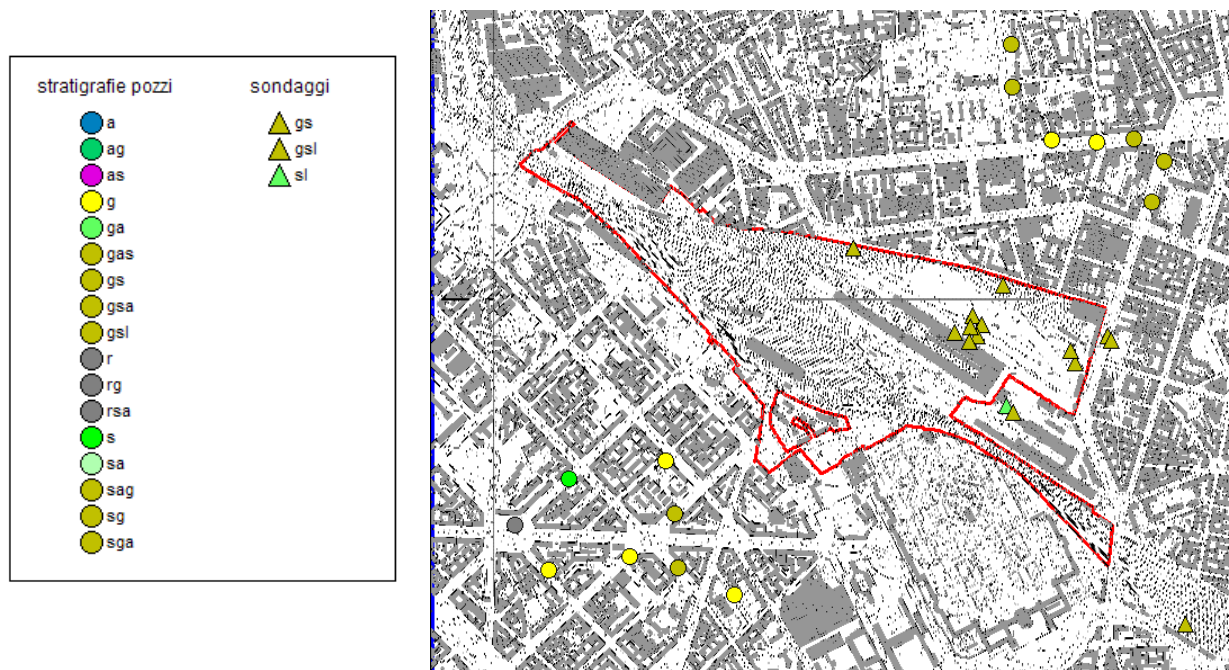 stratigrafie pozzi
a
ag
as
g
ga
gas
gs
gsa
gsl
r
rg
rsa
s
sa
sag
sg
sga
sondaggi
gs
gsl
sl